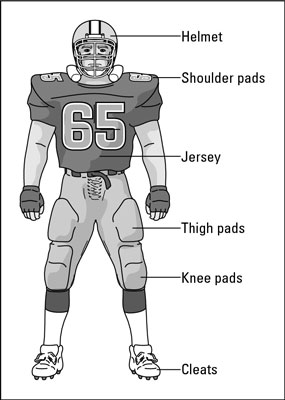 Helmet
Shoulder pads
65
Jersey
Thigh pads
Knee pads
Cleats